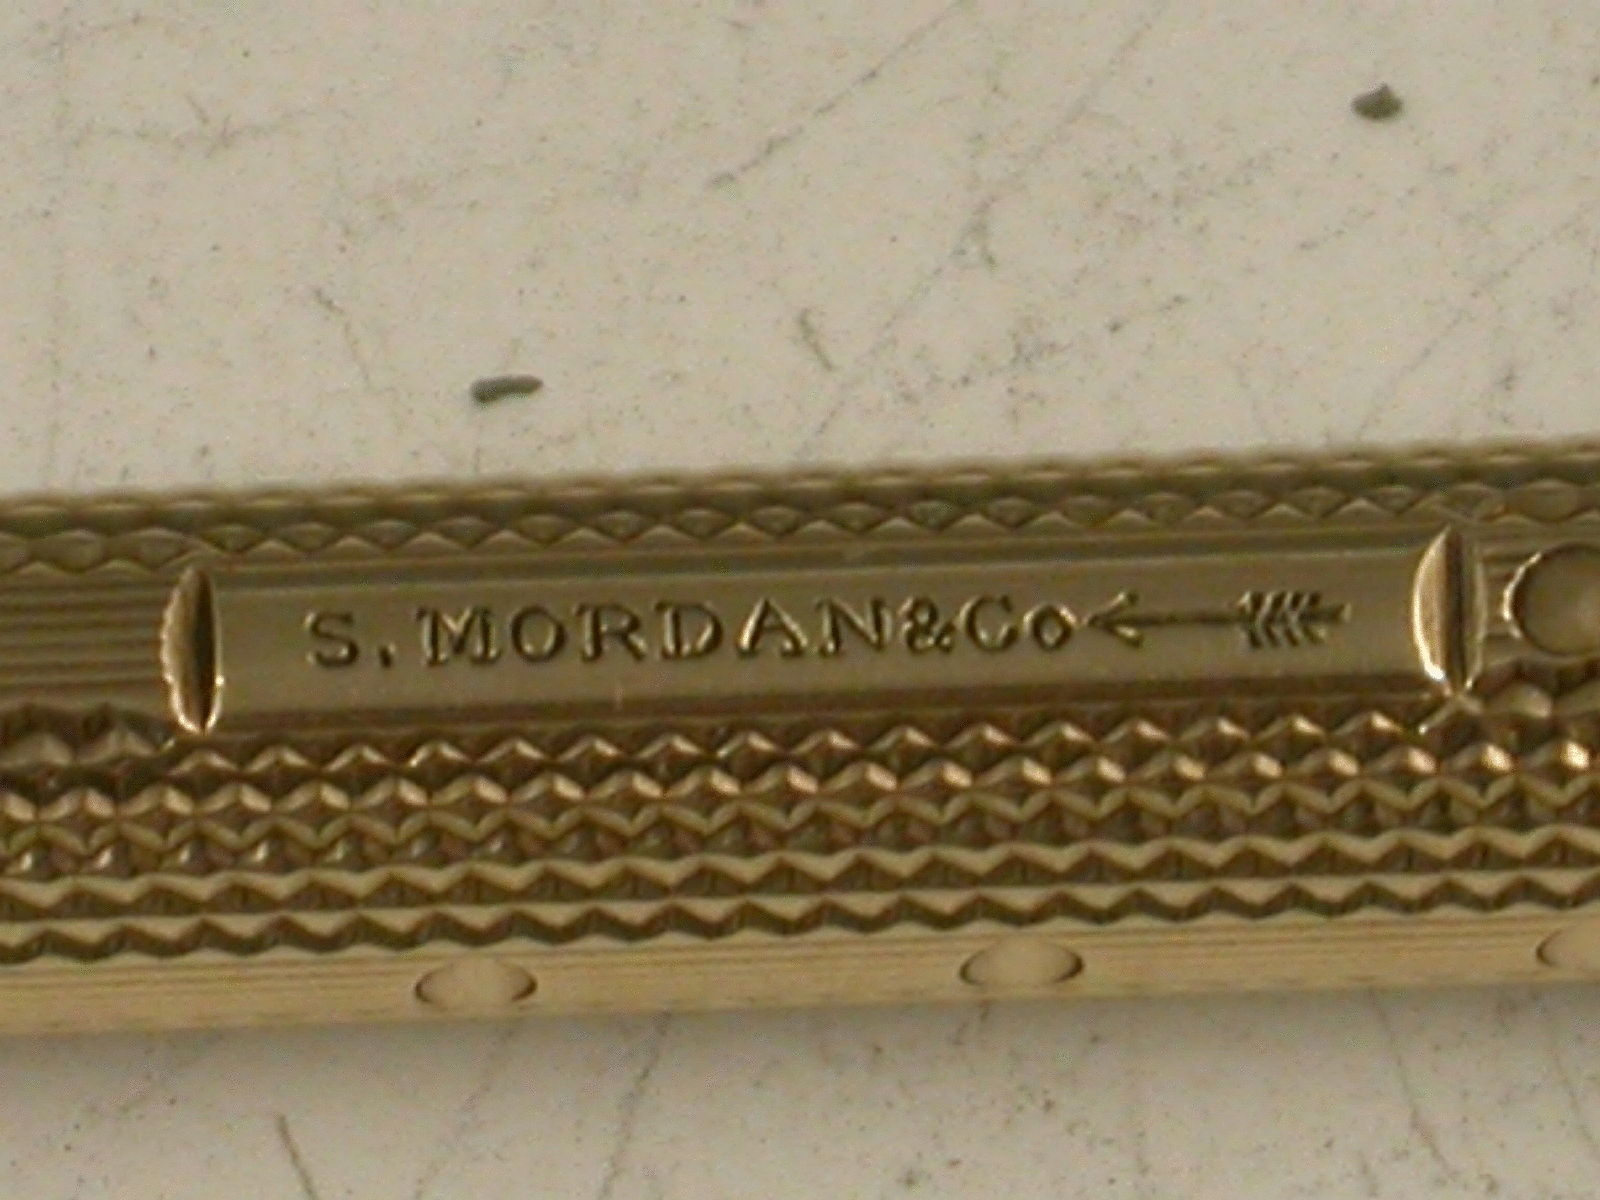 S. MORDAN & Co